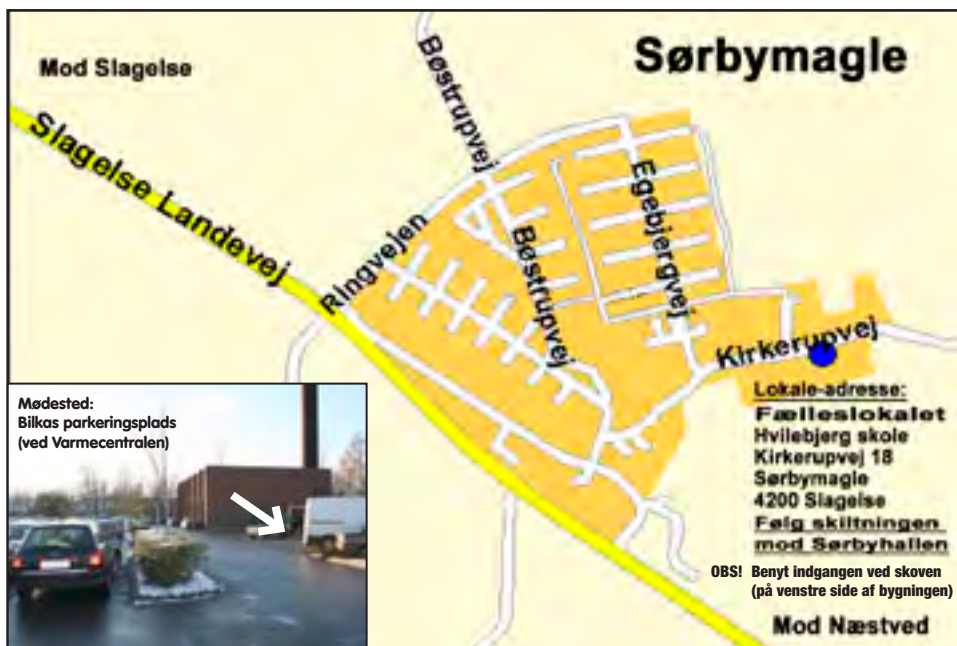 Sørbymagle
Mod Slagelse
Bøstrupvej
Slagelse Landevej
Ringvejen
Egebjergvej
Bøstrupvej
Kirkerupvej
Mødested:
Bilkas parkeringsplads
(ved Varmecentralen)
Lokale-adresse:
Fælleslokalet
Hvilebjerg skole
Kirkerupvej 18
Sørbymagle
4200 Slagelse
Følg skiltningen
mod Sørbyhallen
OBS! Benyt indgangen ved skoven
(på venstre side af bygningen)
Mod Næstved